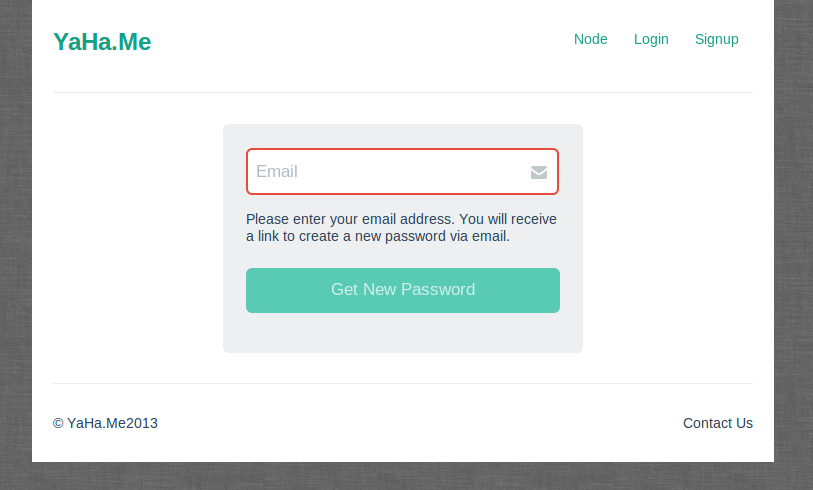 YaHa.Me
Node Login Signup
Email
Please enter your email address. You will receive
a link to create a new password via email.
Get New Password
© YaHa.Me2013
Contact Us